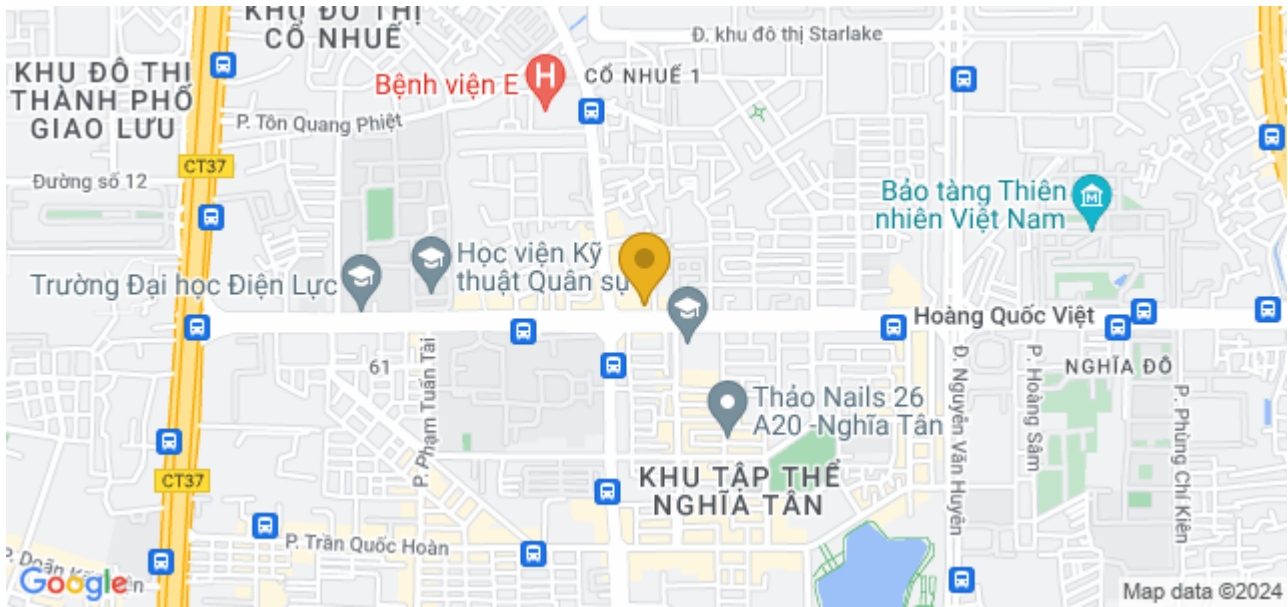 KHU ĐÔ THỊ
CỔ NHUẾ
Đ. khu đô thị Starlake
KHU ĐÔ THỊ
THÀNH PHỐ
GIAO LƯU
Bệnh viện E
H
CỔ NHUẾ 1
P. Tôn Quang Phiệt
CT37
Đường số 12
Bảo tàng Thiên
nhiên Việt Nam
M
Học viện Kỹ
thuật Quân sự
Trường Đại học Điện Lực
Hoàng Quốc Việt
61
P. Phạm Tuấn Tài
NGHĨA ĐÔ
Đ. Nguyễn Văn Huyên
P. Hoàng Sâm
P. Phùng Chí Kiên
Thảo Nails 26
A20 -Nghĩa Tân
KHU TẬP THỂ
NGHĨA TÂN
CT37
P. Trần Quốc Hoàn
P. Doãn
Google
Map data ©2024